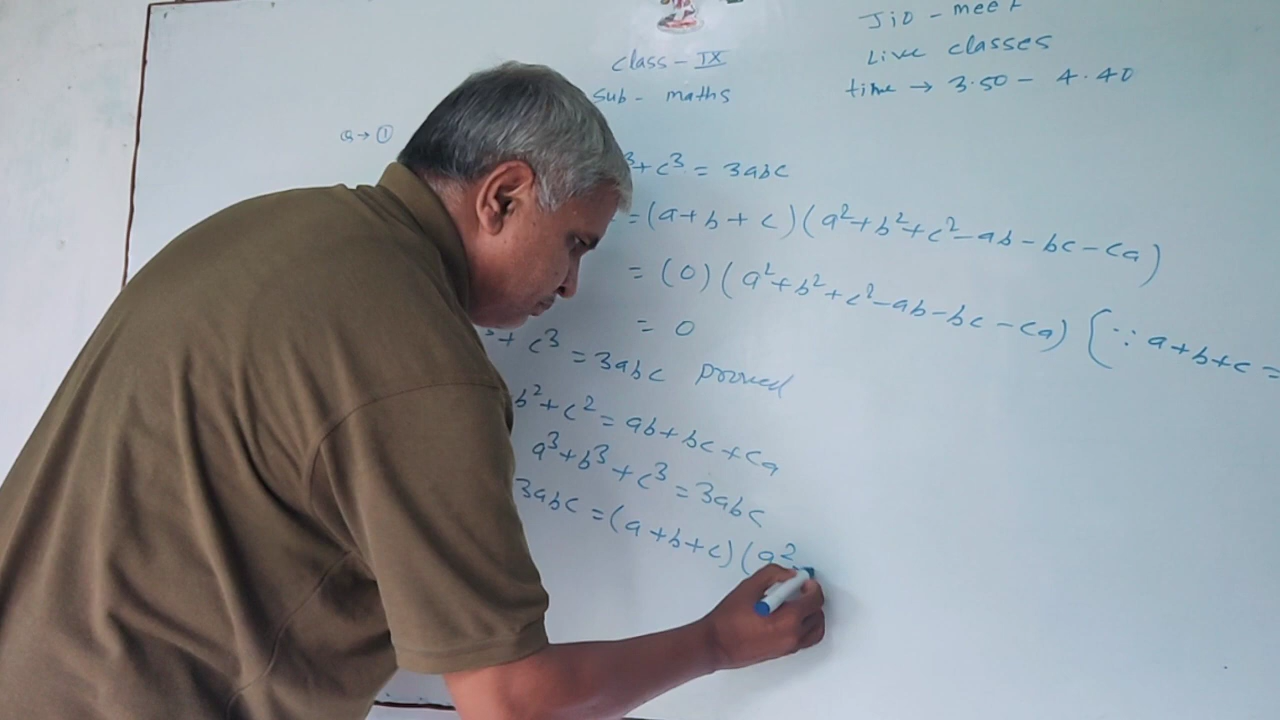 Jio - meet
Live classes
time → 3.50 - 4.40
class - IX
Sub - maths
Q → ①
³ + c³ = 3abc
= (a + b + c) (a² + b² + c² - ab - bc - ca)
= (0) (a² + b² + c² - ab - bc - ca) (∵ a + b + c =
= 0
³ + c³ = 3abc proved
b² + c² = ab + bc + ca
a³ + b³ + c³ = 3abc
3abc = (a + b + c) (a²